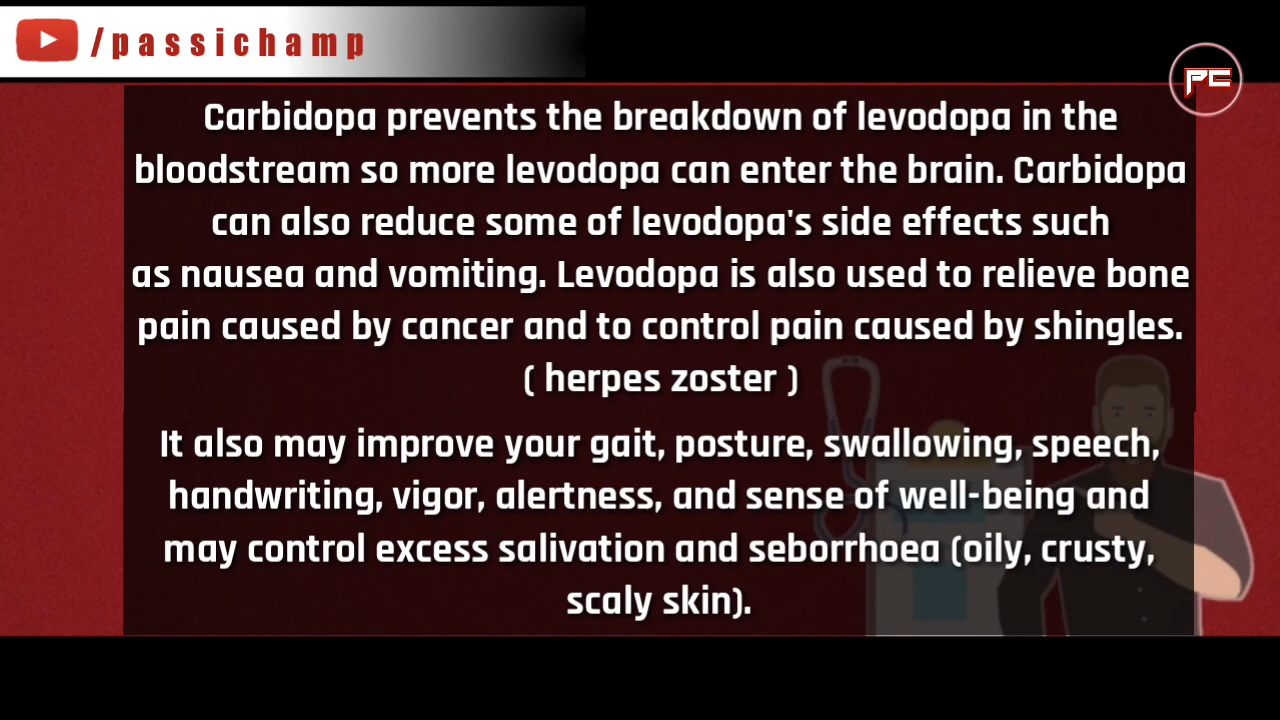 /passichamp
PC
Carbidopa prevents the breakdown of levodopa in the
bloodstream so more levodopa can enter the brain. Carbidopa
can also reduce some of levodopa's side effects such
as nausea and vomiting. Levodopa is also used to relieve bone
pain caused by cancer and to control pain caused by shingles.
( herpes zoster )
It also may improve your gait, posture, swallowing, speech,
handwriting, vigor, alertness, and sense of well-being and
may control excess salivation and seborrhoea (oily, crusty,
scaly skin).